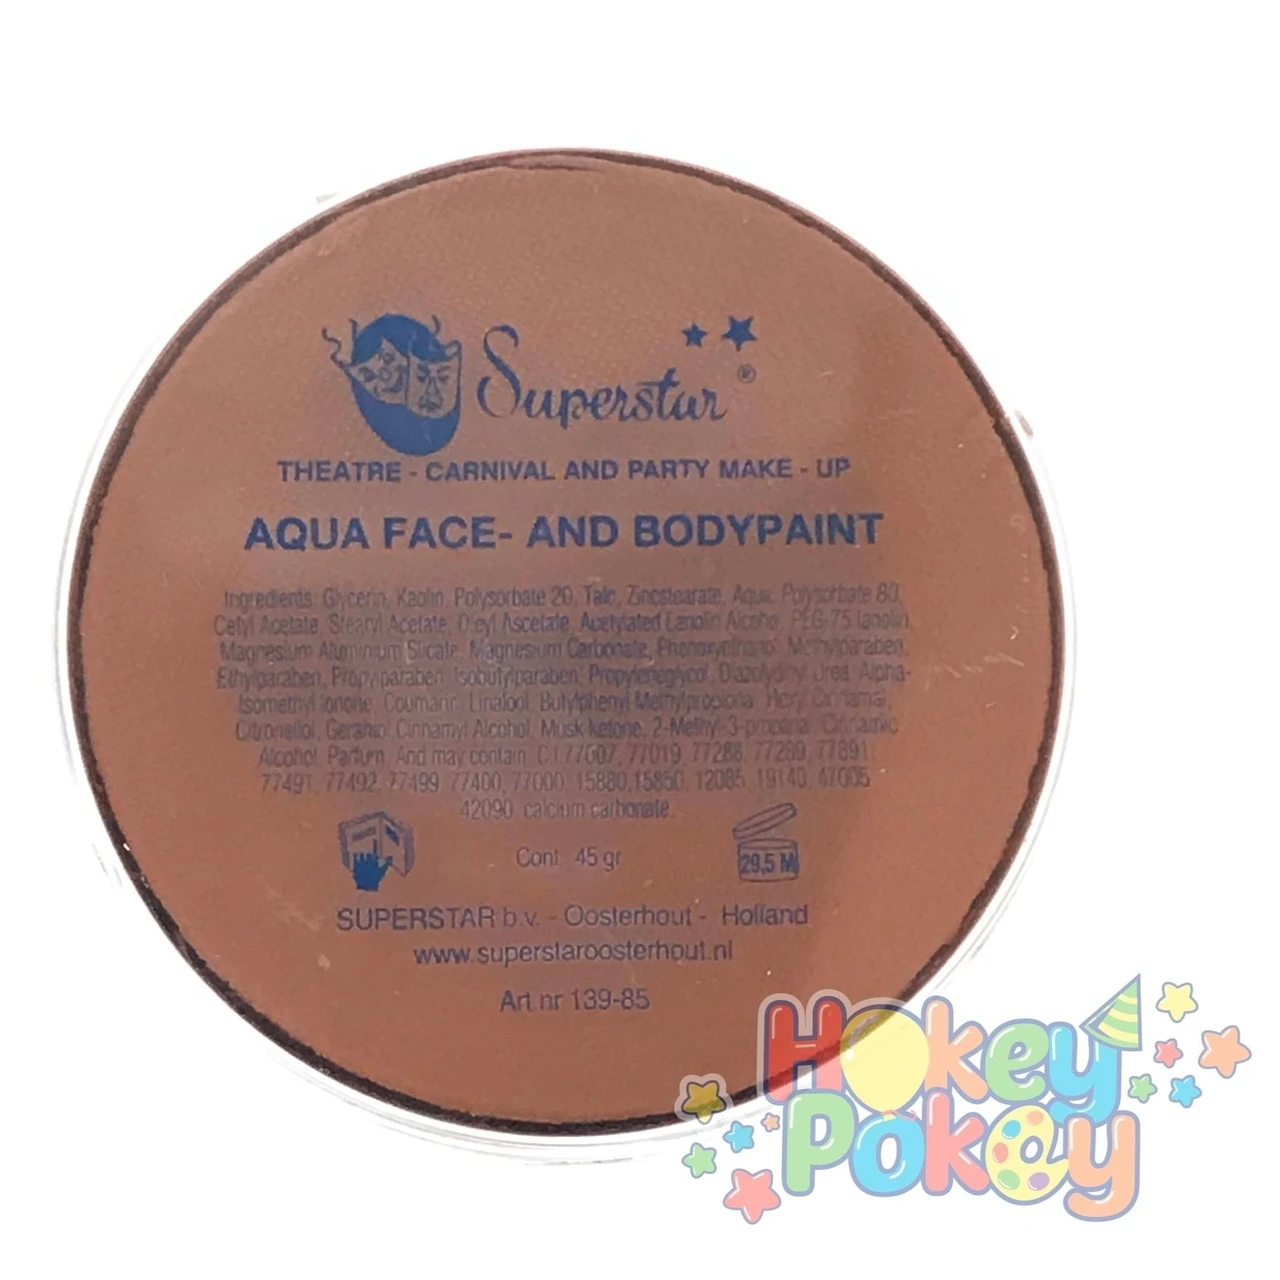 Superstar ®
THEATRE - CARNIVAL AND PARTY MAKE - UP
AQUA FACE- AND BODYPAINT
Ingredients: Glycerin, Kaolin, Polysorbate 20, Talc, Zincstearate, Aqua, Polysorbate 80,
Cetyl Acetate, Stearyl Acetate, Oleyl Ascetate, Acetylated Lanolin Alcohol, PEG-75 lanolin,
Magnesium Aluminium Silicate, Magnesium Carbonate, Phenoxyethanol, Methylparaben,
Ethylparaben, Propylparaben, Isobutylparaben, Propyleneglycol, Diazolydinyl Urea, Alpha-
Isomethyl Ionone, Coumarin, Linalool, Butylphenyl Methylpropional, Hexyl Cinnamal,
Citronellol, Geraniol, Cinnamyl Alcohol, Musk ketone, 2-Methyl-3-propanal, Cinnamic
Alcohol, Parfum. And may contain: C.I.77007, 77019, 77288, 77289, 77891,
77491, 77492, 77499, 77400, 77000, 15880,15850, 12085, 19140, 47005
42090, calcium carbonate
Cont. 45 gr
29,5 M
SUPERSTAR b.v. - Oosterhout - Holland
www.superstaroosterhout.nl
Art.nr 139-85
Hokey
Pokey